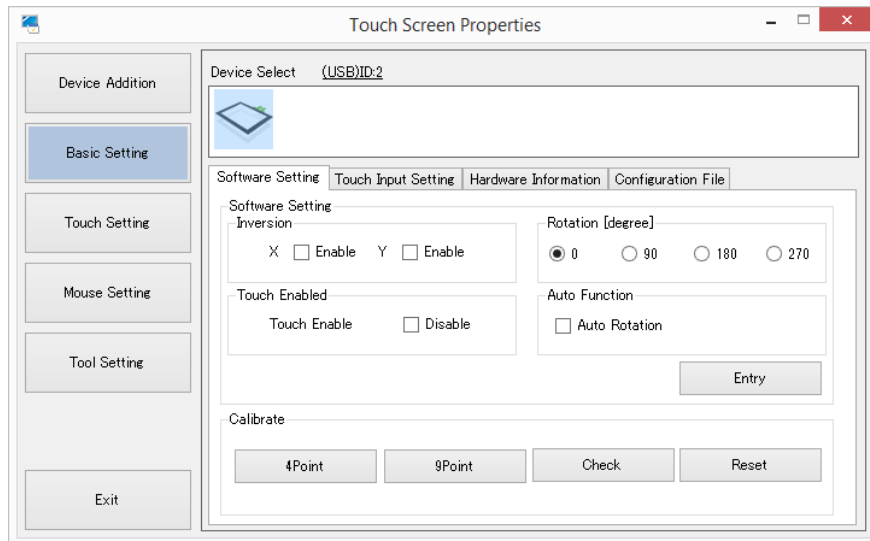 Touch Screen Properties
Device Addition
Basic Setting
Touch Setting
Mouse Setting
Tool Setting
Exit
Device Select (USB)ID:2
Software Setting Touch Input Setting Hardware Information Configuration File
Software Setting
Inversion
X Enable Y Enable
Rotation [degree]
0 90 180 270
Touch Enabled
Touch Enable Disable
Auto Function
Auto Rotation
Entry
Calibrate
4Point 9Point Check Reset